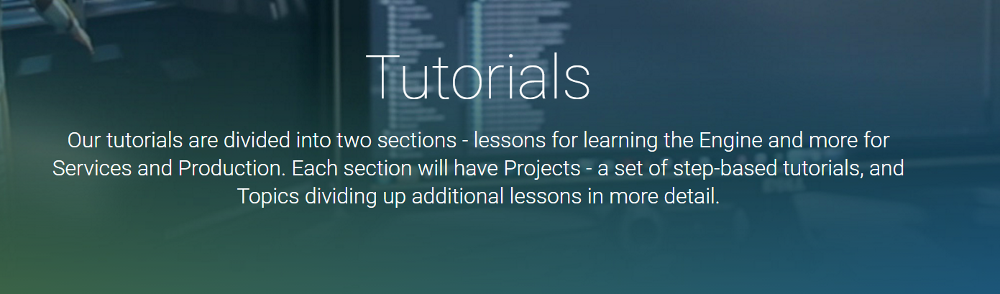 Tutorials
Our tutorials are divided into two sections - lessons for learning the Engine and more for
Services and Production. Each section will have Projects - a set of step-based tutorials, and
Topics dividing up additional lessons in more detail.